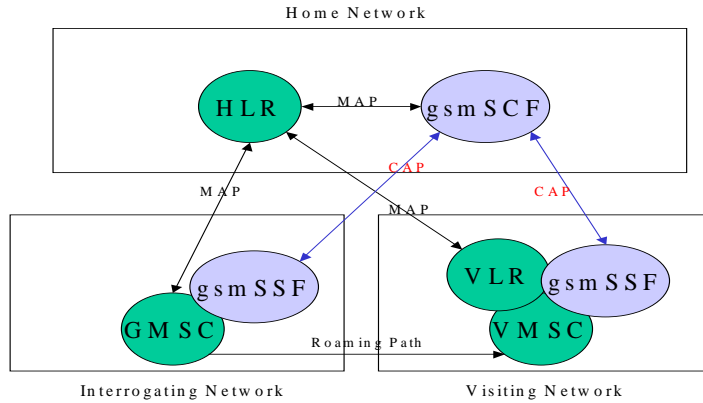 Home Network
HLR
MAP
gsmSCF
CAP
MAP
CAP
MAP
gsmSSF
GMSC
VLR
gsmSSF
VMSC
Roaming Path
Interrogating Network
Visiting Network